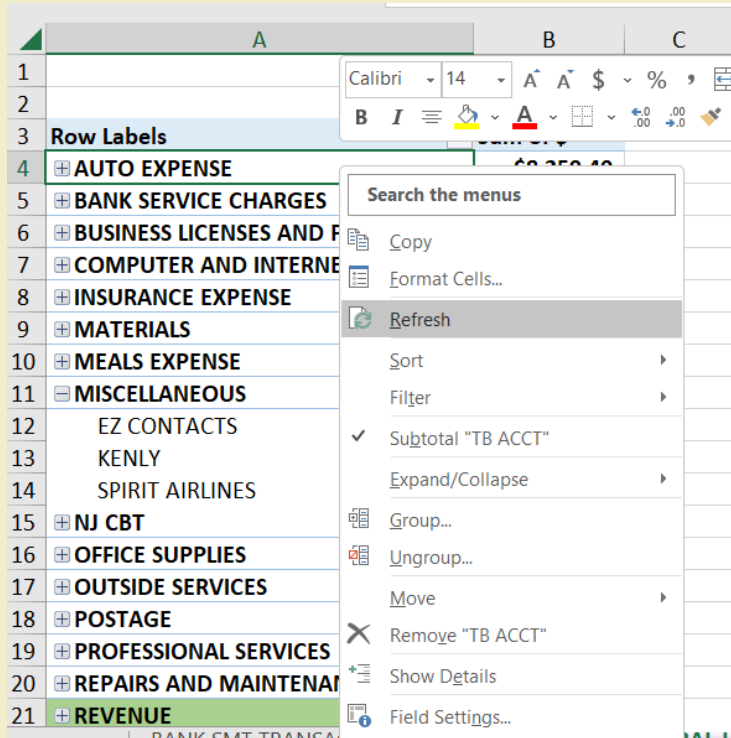 A B C
1 Calibri 14 A A $ % ,
2 B I A .00 .00
3 Row Labels
4 AUTO EXPENSE
5 BANK SERVICE CHARGES
6 BUSINESS LICENSES AND
7 COMPUTER AND
8 INSURANCE EXPENSE
9 MATERIALS
10 MEALS EXPENSE
11 MISCELLANEOUS
12 EZ CONTACTS
13 KENLY
14 SPIRIT AIRLINES
15 NJ CBT
16 OFFICE SUPPLIES
17 OUTSIDE SERVICES
18 POSTAGE
19 PROFESSIONAL SERVICES
20 REPAIRS AND
21 REVENUE
Search the menus
Copy
Format Cells...
Refresh
Sort
Filter
Subtotal "TB ACCT"
Expand/Collapse
Group...
Ungroup...
Move
Remove "TB ACCT"
Show Details
Field Settings...